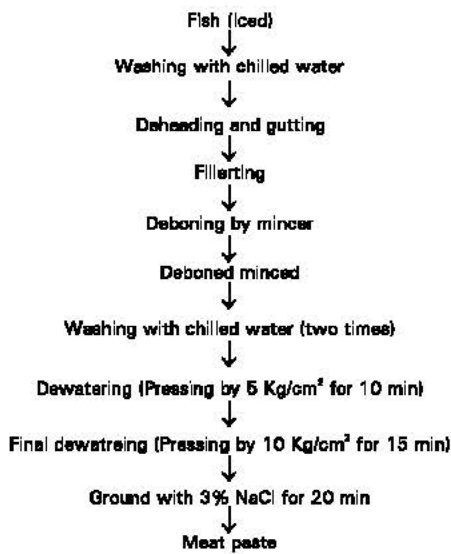 Fish (iced)
Washing with chilled water
Deheading and gutting
Fillerting
Deboning by mincer
Deboned minced
Washing with chilled water (two times)
Dewatering (Pressing by 5 Kg/cm² for 10 min)
Final dewatreing (Pressing by 10 Kg/cm² for 15 min)
Ground with 3% NaCl for 20 min
Meat paste